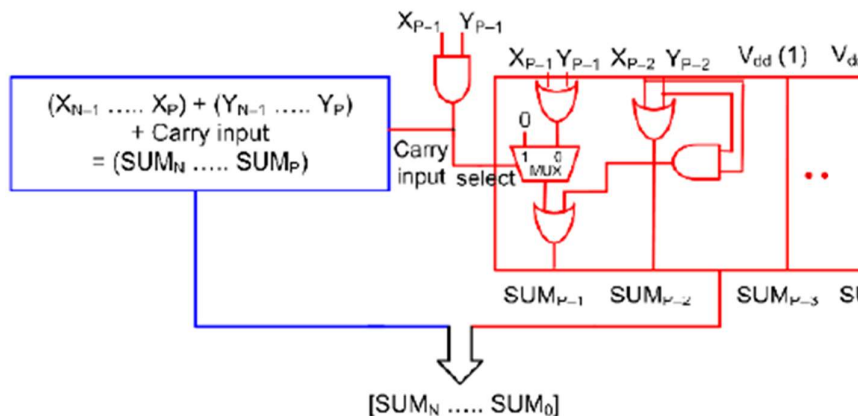 X_{P–1} Y_{P–1}
X_{P–1} Y_{P–1} X_{P–2} Y_{P–2} V_{dd} (1)
(X_{N–1} ..... X_P) + (Y_{N–1} ..... Y_P)
+ Carry input
= (SUM_N ..... SUM_P)
Carry
input
select
0
1 0
MUX
..
SUM_{P–1} SUM_{P–2} SUM_{P–3}
[SUM_N ..... SUM_0]